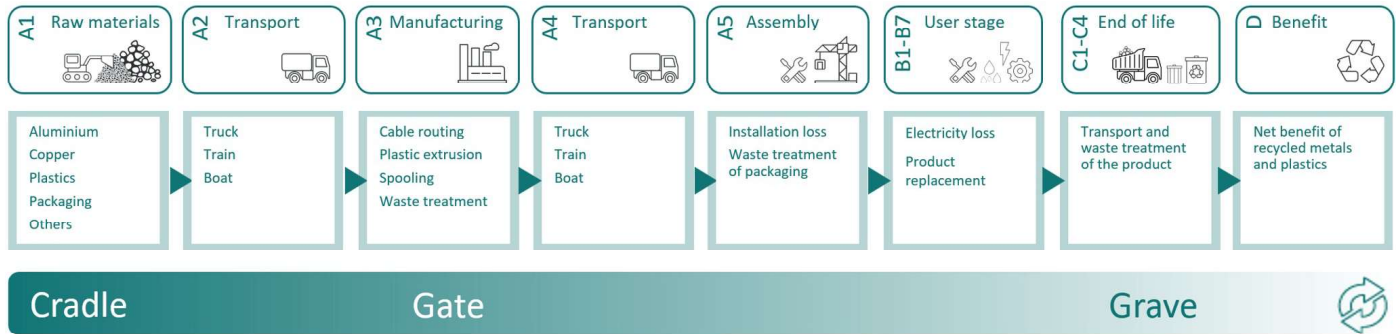 A1 Raw materials
A2 Transport
A3 Manufacturing
A4 Transport
A5 Assembly
B1-B7 User stage
C1-C4 End of life
D Benefit
Aluminium
Copper
Plastics
Packaging
Others
Truck
Train
Boat
Cable routing
Plastic extrusion
Spooling
Waste treatment
Truck
Train
Boat
Installation loss
Waste treatment
of packaging
Electricity loss
Product
replacement
Transport and
waste treatment
of the product
Net benefit of
recycled metals
and plastics
Cradle
Gate
Grave